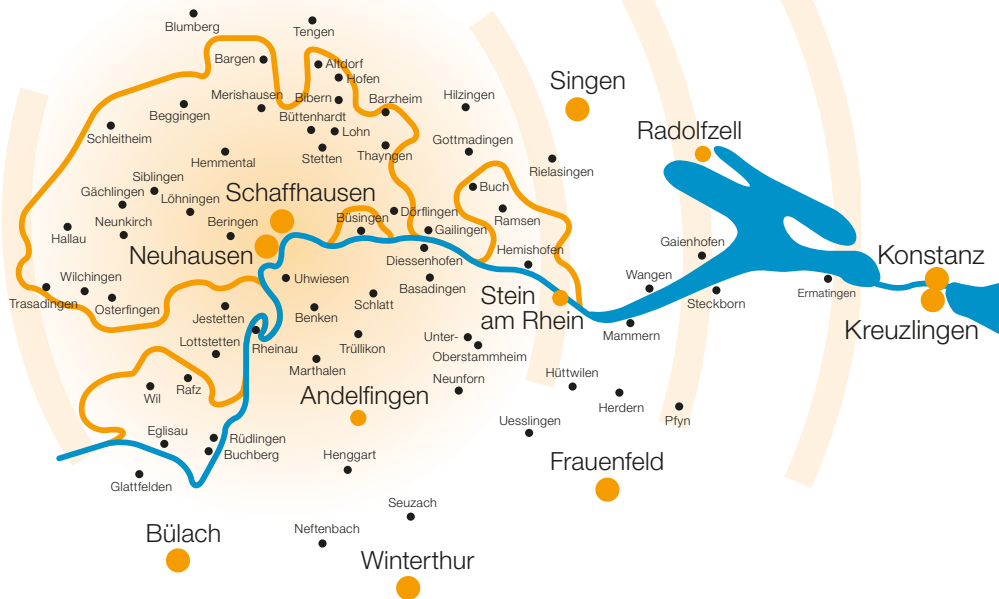 Blumberg
Tengen
Bargen
Altdorf
Hofen
Singen
Merishausen
Bibern
Barzheim
Hilzingen
Beggingen
Büttenhardt
Lohn
Radolfzell
Schleitheim
Gottmadingen
Hemmental
Stetten
Thayngen
Rielasingen
Siblingen
Gächlingen
Löhningen
Schaffhausen
Buch
Neunkirch
Beringen
Büsingen
Dörflingen
Ramsen
Hallau
Gailingen
Gaienhofen
Neuhausen
Diessenhofen
Hemishofen
Konstanz
Wilchingen
Uhwiesen
Basadingen
Wangen
Trasadingen
Osterfingen
Schlatt
Stein
am Rhein
Steckborn
Ermatingen
Jestetten
Benken
Kreuzlingen
Lottstetten
Rheinau
Trüllikon
Unter-
Oberstammheim
Mammern
Marthalen
Wil
Rafz
Andelfingen
Neunforn
Hüttwilen
Herdern
Pfyn
Eglisau
Rüdlingen
Buchberg
Uesslingen
Henggart
Frauenfeld
Glattfelden
Seuzach
Bülach
Neftenbach
Winterthur